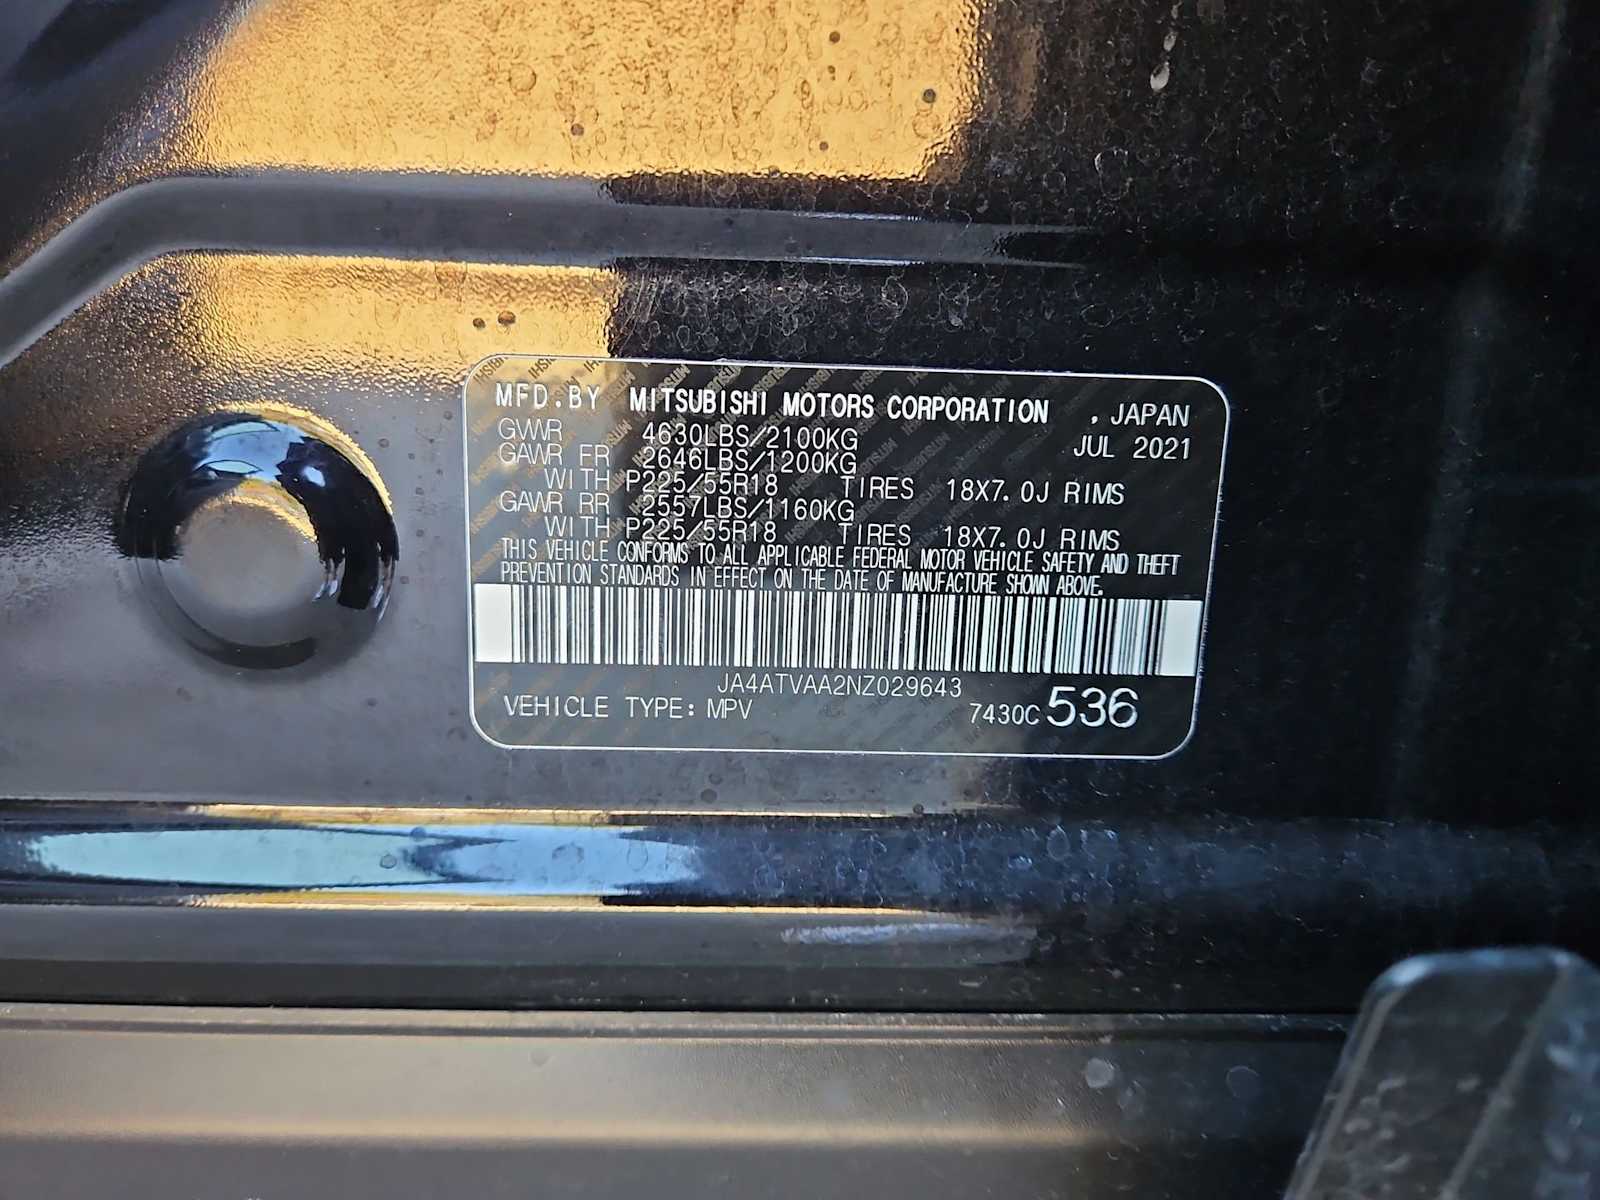 MFD.BY MITSUBISHI MOTORS CORPORATION , JAPAN
GVWR 4630LBS/2100KG JUL 2021
GAWR FR 2646LBS/1200KG
WITH P225/55R18 TIRES 18X7.0J RIMS
GAWR RR 2557LBS/1160KG
WITH P225/55R18 TIRES 18X7.0J RIMS
THIS VEHICLE CONFORMS TO ALL APPLICABLE FEDERAL MOTOR VEHICLE SAFETY AND THEFT
PREVENTION STANDARDS IN EFFECT ON THE DATE OF MANUFACTURE SHOWN ABOVE.
JA4ATVAA2NZ029643
VEHICLE TYPE: MPV 7430C 536